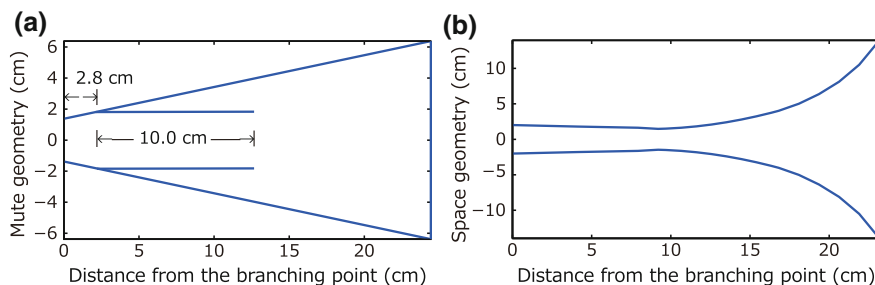 (a)
Mute geometry (cm)
6
4
2
0
−2
−4
−6
2.8 cm
10.0 cm
0
5
10
15
20
Distance from the branching point (cm)
(b)
Space geometry (cm)
10
5
0
−5
−10
0
5
10
15
20
Distance from the branching point (cm)